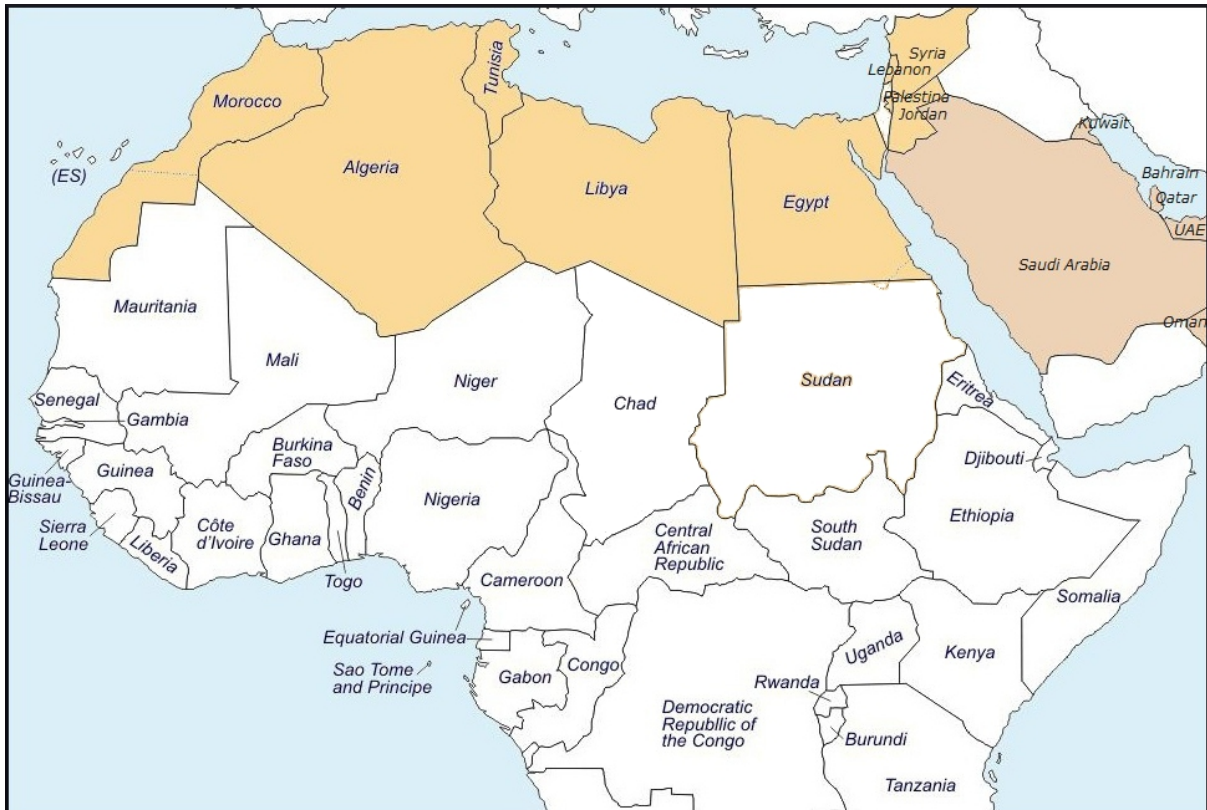 Syria
Lebanon
Tunisia
Morocco
Palestina
Jordan
Kuwait
(ES)
Algeria
Libya
Egypt
Bahrain
Qatar
UAE
Saudi Arabia
Mauritania
Oman
Mali
Niger
Sudan
Chad
Eritrea
Senegal
Gambia
Burkina
Faso
Djibouti
Guinea-
Bissau
Guinea
Benin
Nigeria
Ethiopia
Sierra
Leone
Liberia
Côte
d'Ivoire
Ghana
Togo
Central
African
Republic
South
Sudan
Cameroon
Somalia
Equatorial Guinea
Sao Tome
and Principe
Gabon
Congo
Uganda
Kenya
Rwanda
Democratic
Republlic of
the Congo
Burundi
Tanzania